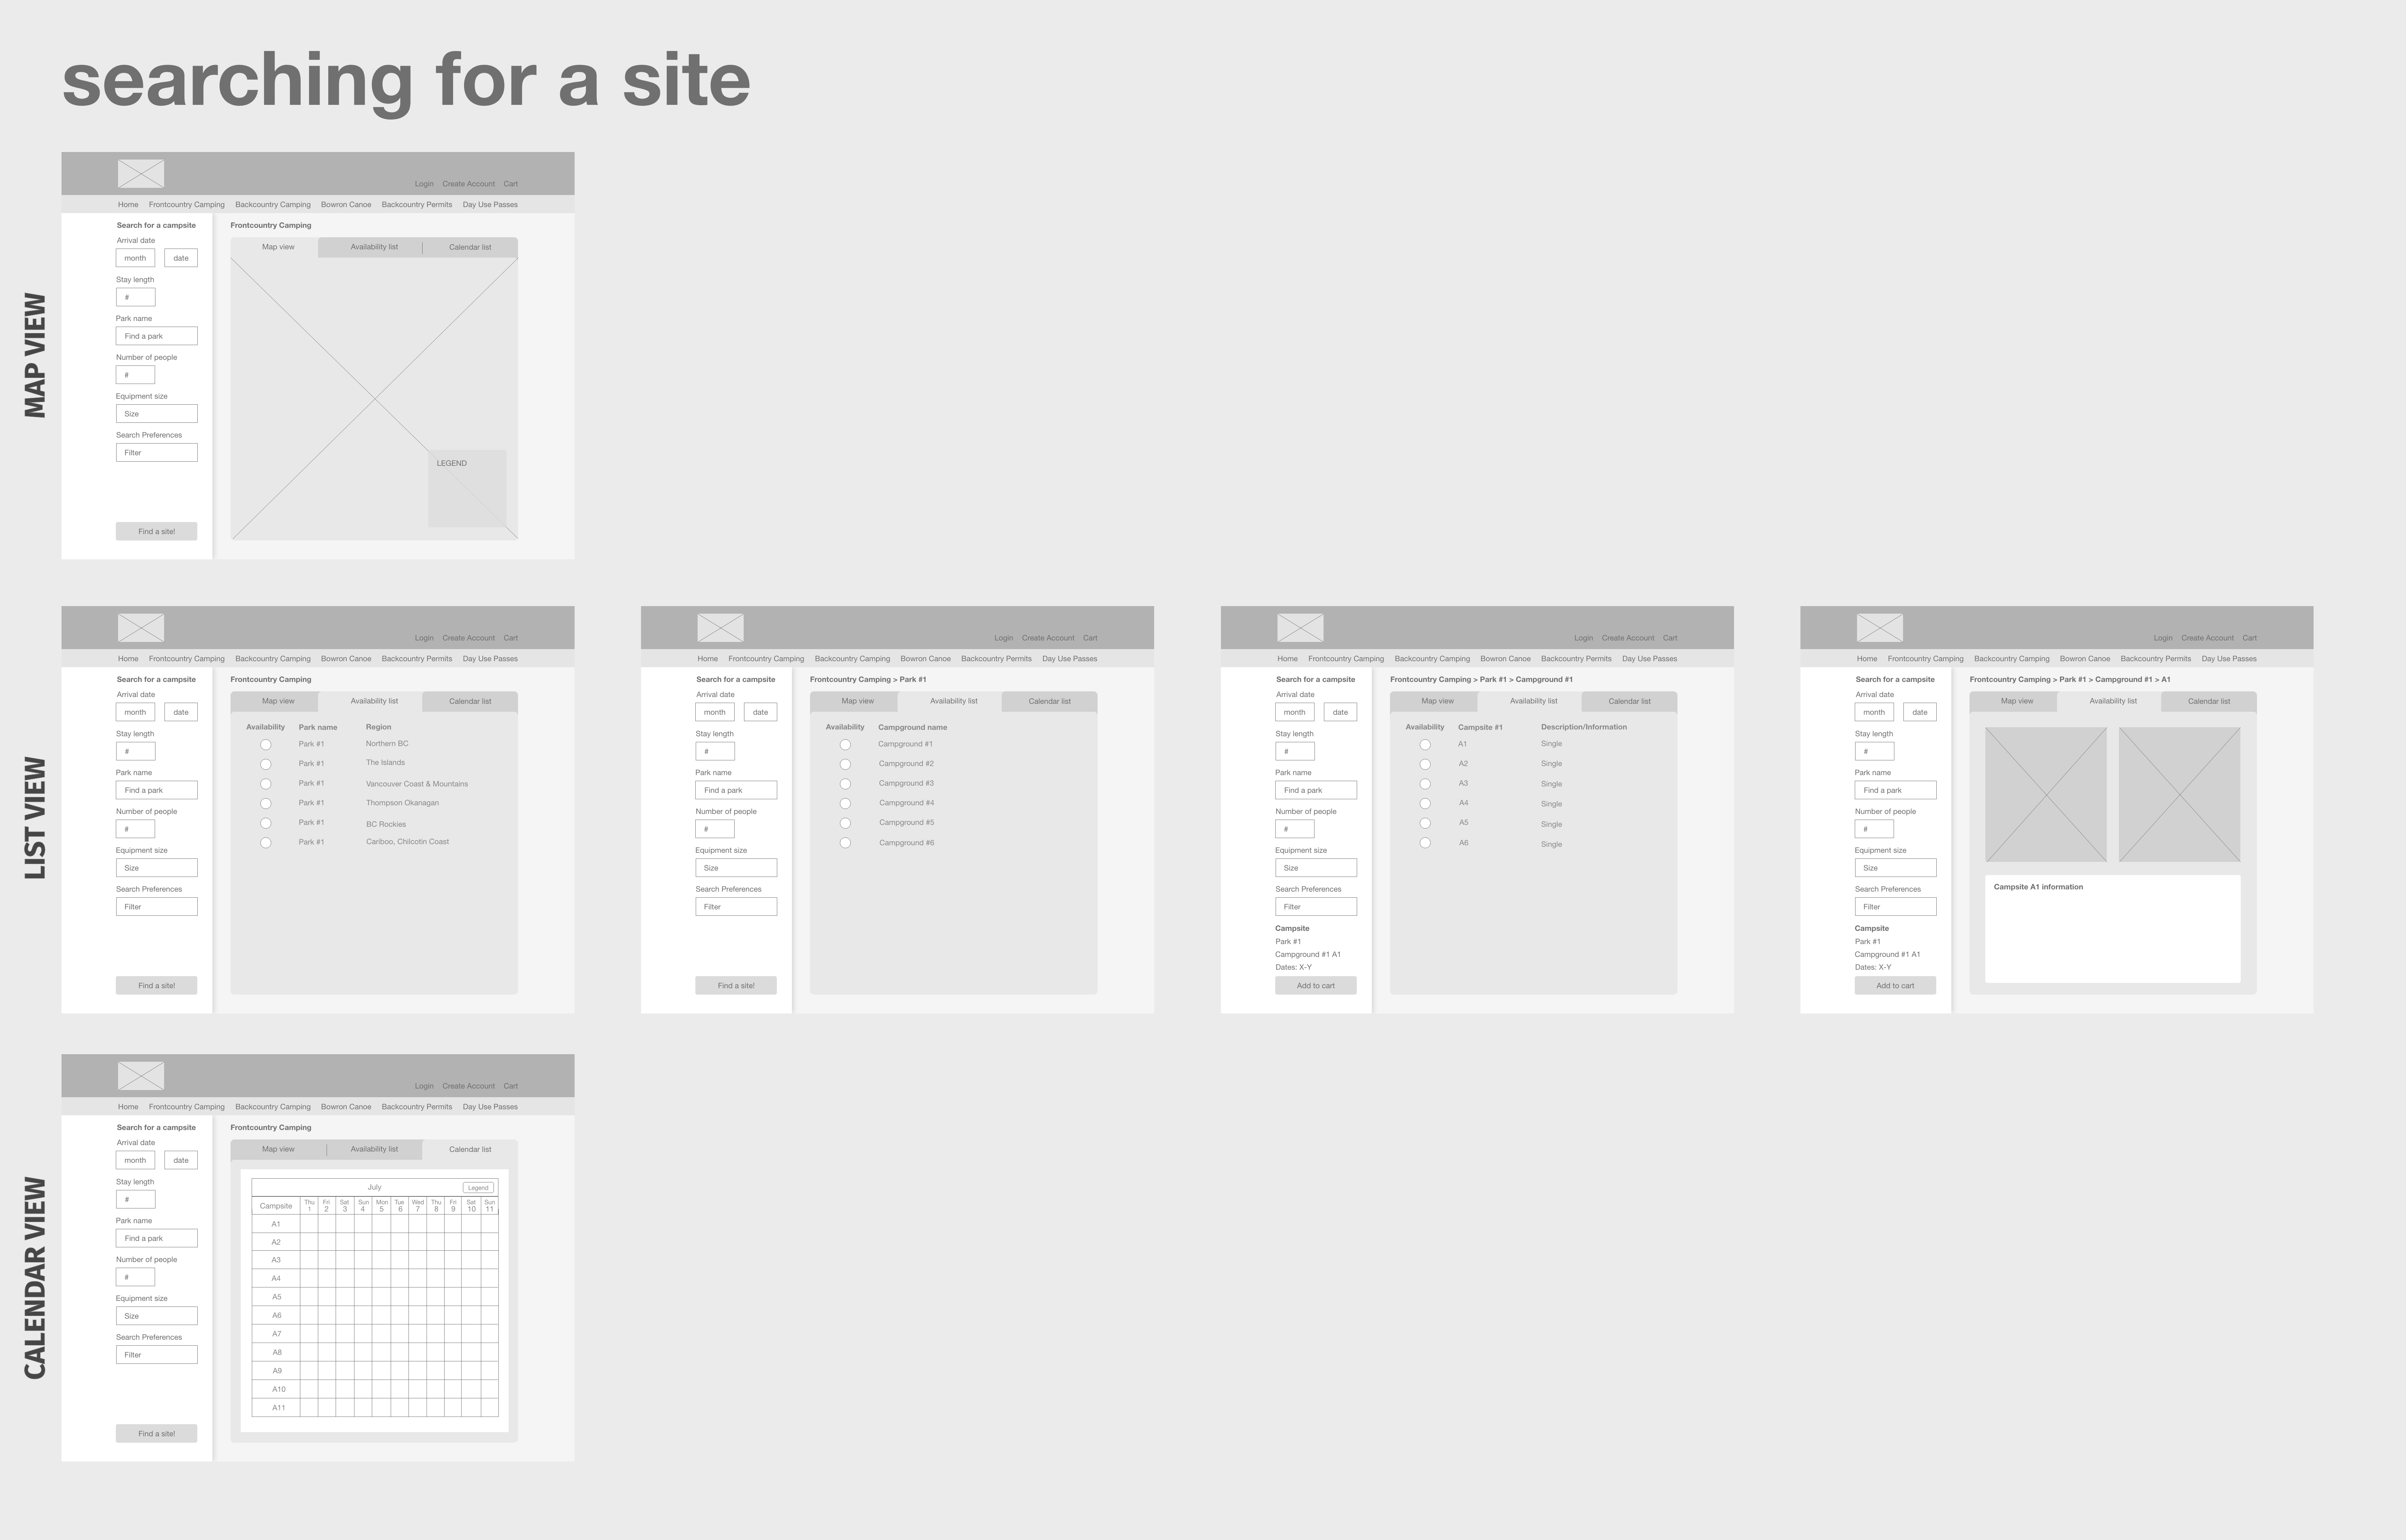 searching for a site
MAP VIEW
Login Create Account Cart
Home Frontcountry Camping Backcountry Camping Bowron Canoe Backcountry Permits Day Use Passes
Search for a campsite
Arrival date
month date
Stay length
#
Park name
Find a park
Number of people
#
Equipment size
Size
Search Preferences
Filter
Find a site!
Frontcountry Camping
Map view Availability list Calendar list
LEGEND
LIST VIEW
Login Create Account Cart
Home Frontcountry Camping Backcountry Camping Bowron Canoe Backcountry Permits Day Use Passes
Search for a campsite
Arrival date
month date
Stay length
#
Park name
Find a park
Number of people
#
Equipment size
Size
Search Preferences
Filter
Find a site!
Frontcountry Camping
Map view Availability list Calendar list
Availability Park name Region
Park #1 Northern BC
Park #1 The Islands
Park #1 Vancouver Coast & Mountains
Park #1 Thompson Okanagan
Park #1 BC Rockies
Park #1 Cariboo, Chilcotin Coast
Login Create Account Cart
Home Frontcountry Camping Backcountry Camping Bowron Canoe Backcountry Permits Day Use Passes
Search for a campsite
Arrival date
month date
Stay length
#
Park name
Find a park
Number of people
#
Equipment size
Size
Search Preferences
Filter
Find a site!
Frontcountry Camping > Park #1
Map view Availability list Calendar list
Availability Campground name
Campground #1
Campground #2
Campground #3
Campground #4
Campground #5
Campground #6
Login Create Account Cart
Home Frontcountry Camping Backcountry Camping Bowron Canoe Backcountry Permits Day Use Passes
Search for a campsite
Arrival date
month date
Stay length
#
Park name
Find a park
Number of people
#
Equipment size
Size
Search Preferences
Filter
Campsite
Park #1
Campground #1 A1
Dates: X-Y
Add to cart
Frontcountry Camping > Park #1 > Campground #1
Map view Availability list Calendar list
Availability Campsite #1 Description/Information
A1 Single
A2 Single
A3 Single
A4 Single
A5 Single
A6 Single
Login Create Account Cart
Home Frontcountry Camping Backcountry Camping Bowron Canoe Backcountry Permits Day Use Passes
Search for a campsite
Arrival date
month date
Stay length
#
Park name
Find a park
Number of people
#
Equipment size
Size
Search Preferences
Filter
Campsite
Park #1
Campground #1 A1
Dates: X-Y
Add to cart
Frontcountry Camping > Park #1 > Campground #1 > A1
Map view Availability list Calendar list
Campsite A1 information
CALENDAR VIEW
Login Create Account Cart
Home Frontcountry Camping Backcountry Camping Bowron Canoe Backcountry Permits Day Use Passes
Search for a campsite
Arrival date
month date
Stay length
#
Park name
Find a park
Number of people
#
Equipment size
Size
Search Preferences
Filter
Find a site!
Frontcountry Camping
Map view Availability list Calendar list
July Legend
Thu Fri Sat Sun Mon Tue Wed Thu Fri Sat Sun
Campsite 1 2 3 4 5 6 7 8 9 10 11
A1
A2
A3
A4
A5
A6
A7
A8
A9
A10
A11